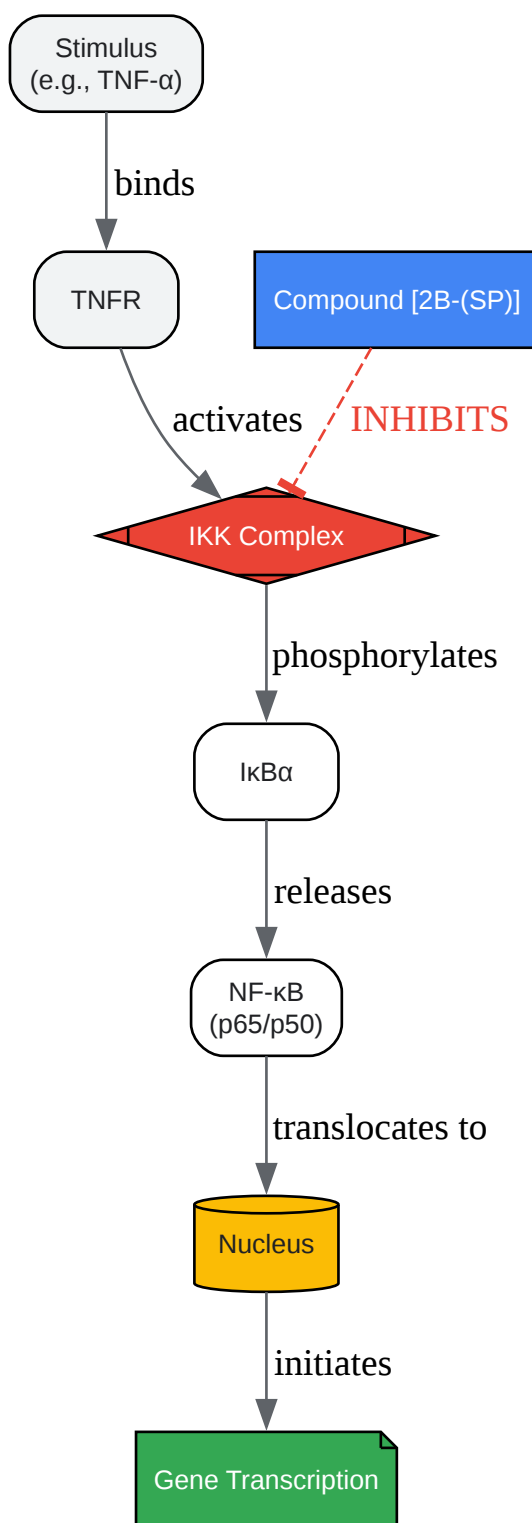 Stimulus
(e.g., TNF-α)
binds
TNFR
Compound [2B-(SP)]
activates
INHIBITS
IKK Complex
phosphorylates
IκBα
releases
NF-κB
(p65/p50)
translocates to
Nucleus
initiates
Gene Transcription